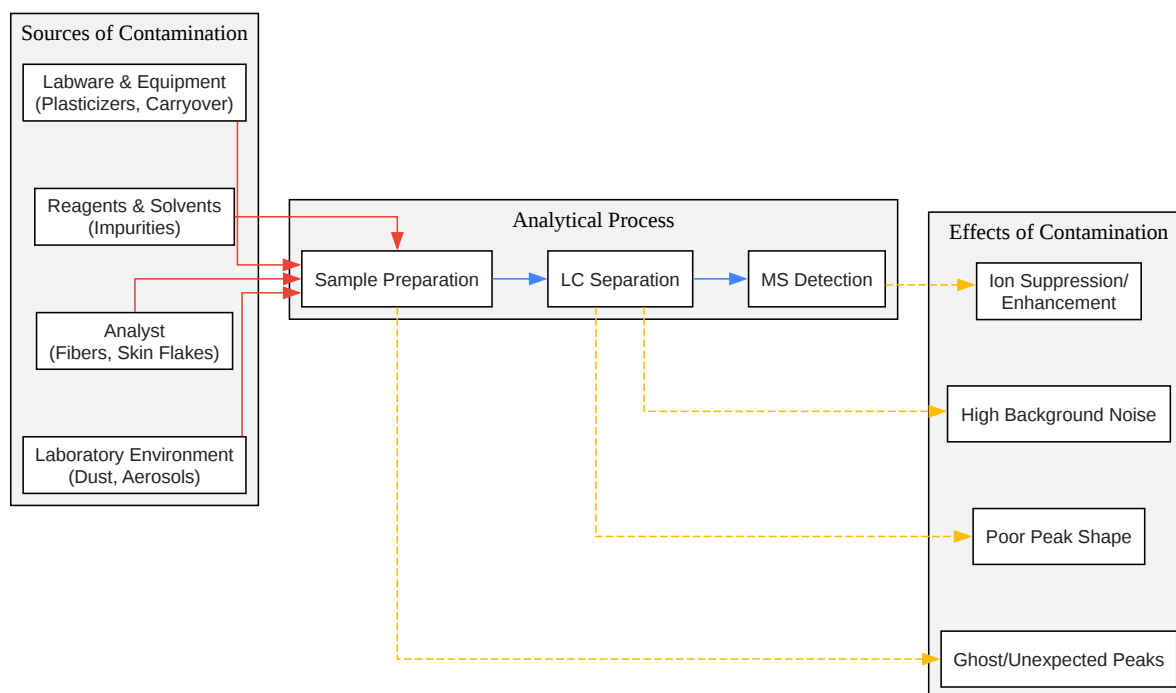 Sources of Contamination
Labware & Equipment
(Plasticizers, Carryover)
Reagents & Solvents
(Impurities)
Analyst
(Fibers, Skin Flakes)
Laboratory Environment
(Dust, Aerosols)
Analytical Process
Sample Preparation
LC Separation
MS Detection
Effects of Contamination
Ion Suppression/
Enhancement
High Background Noise
Poor Peak Shape
Ghost/Unexpected Peaks